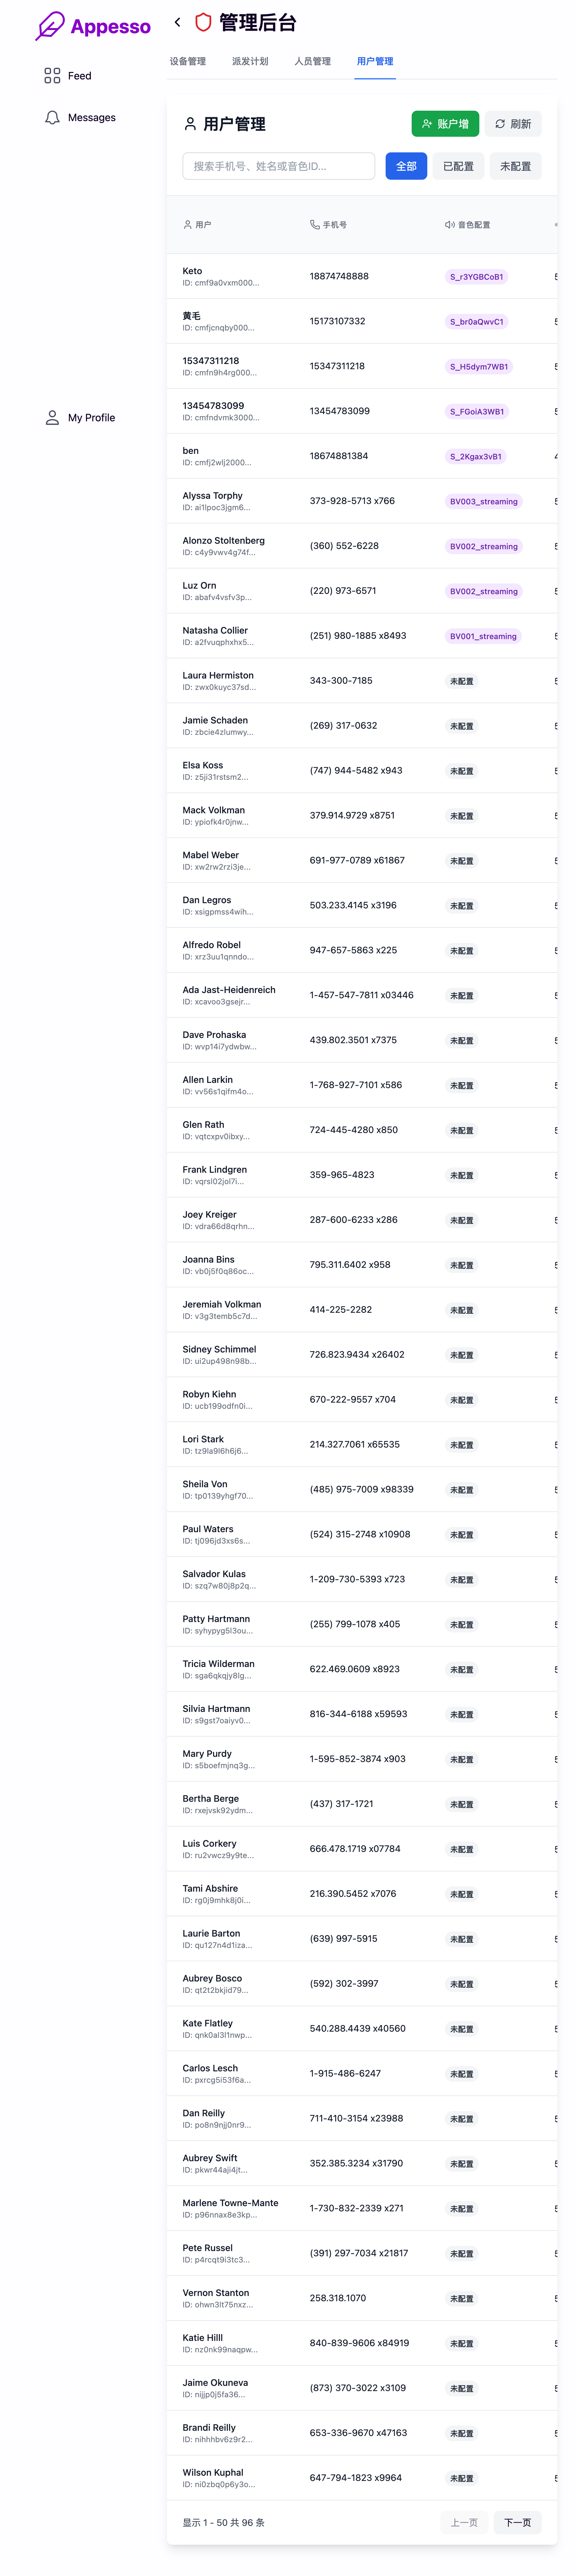 Appesso
Feed
Messages
My Profile
管理后台
设备管理 派发计划 人员管理 用户管理
用户管理
账户增 刷新
搜索手机号、姓名或音色ID...
全部 已配置 未配置
用户 手机号 音色配置
Keto
ID: cmf9a0vxm000...
18874748888
S_r3YGBCoB1
黄毛
ID: cmfjcnqby000...
15173107332
S_br0aQwvC1
15347311218
ID: cmfn9h4rg000...
15347311218
S_H5dym7WB1
13454783099
ID: cmfndvmk3000...
13454783099
S_FGoiA3WB1
ben
ID: cmfj2wlj2000...
18674881384
S_2Kgax3vB1
Alyssa Torphy
ID: ai1lpoc3jgm6...
373-928-5713 x766
BV003_streaming
Alonzo Stoltenberg
ID: c4y9vwv4g74f...
(360) 552-6228
BV002_streaming
Luz Orn
ID: abafv4vsfv3p...
(220) 973-6571
BV002_streaming
Natasha Collier
ID: a2fvuqphxhx5...
(251) 980-1885 x8493
BV001_streaming
Laura Hermiston
ID: zwx0kuyc37sd...
343-300-7185
未配置
Jamie Schaden
ID: zbcie4zlumwy...
(269) 317-0632
未配置
Elsa Koss
ID: z5ji31rstsm2...
(747) 944-5482 x943
未配置
Mack Volkman
ID: ypiofk4r0jnw...
379.914.9729 x8751
未配置
Mabel Weber
ID: xw2rw2rzi3je...
691-977-0789 x61867
未配置
Dan Legros
ID: xsigpmss4wih...
503.233.4145 x3196
未配置
Alfredo Robel
ID: xrz3uu1qnndo...
947-657-5863 x225
未配置
Ada Jast-Heidenreich
ID: xcavoo3gsejr...
1-457-547-7811 x03446
未配置
Dave Prohaska
ID: wvp14i7ydwbw...
439.802.3501 x7375
未配置
Allen Larkin
ID: vv56s1qifm4o...
1-768-927-7101 x586
未配置
Glen Rath
ID: vqtcxpv0ibxy...
724-445-4280 x850
未配置
Frank Lindgren
ID: vqrsl02jol7i...
359-965-4823
未配置
Joey Kreiger
ID: vdra66d8qrhn...
287-600-6233 x286
未配置
Joanna Bins
ID: vb0j5f0q86oc...
795.311.6402 x958
未配置
Jeremiah Volkman
ID: v3g3temb5c7d...
414-225-2282
未配置
Sidney Schimmel
ID: ui2up498n98b...
726.823.9434 x26402
未配置
Robyn Kiehn
ID: ucb199odfn0i...
670-222-9557 x704
未配置
Lori Stark
ID: tz9la9l6h6j6...
214.327.7061 x65535
未配置
Sheila Von
ID: tp0139yhgf70...
(485) 975-7009 x98339
未配置
Paul Waters
ID: tj096jd3xs6s...
(524) 315-2748 x10908
未配置
Salvador Kulas
ID: szq7w80j8p2q...
1-209-730-5393 x723
未配置
Patty Hartmann
ID: syhypyg5l3ou...
(255) 799-1078 x405
未配置
Tricia Wilderman
ID: sga6qkqjy8lg...
622.469.0609 x8923
未配置
Silvia Hartmann
ID: s9gst7oaiyv0...
816-344-6188 x59593
未配置
Mary Purdy
ID: s5boefmjnq3g...
1-595-852-3874 x903
未配置
Bertha Berge
ID: rxejvsk92ydm...
(437) 317-1721
未配置
Luis Corkery
ID: ru2vwcz9y9te...
666.478.1719 x07784
未配置
Tami Abshire
ID: rg0j9mhk8j0i...
216.390.5452 x7076
未配置
Laurie Barton
ID: qu127n4d1iza...
(639) 997-5915
未配置
Aubrey Bosco
ID: qt2t2bkjid79...
(592) 302-3997
未配置
Kate Flatley
ID: qnk0al3l1nwp...
540.288.4439 x40560
未配置
Carlos Lesch
ID: pxrcg5i53f6a...
1-915-486-6247
未配置
Dan Reilly
ID: po8n9njj0nr9...
711-410-3154 x23988
未配置
Aubrey Swift
ID: pkwr44aji4jt...
352.385.3234 x31790
未配置
Marlene Towne-Mante
ID: p96nnax8e3kp...
1-730-832-2339 x271
未配置
Pete Russel
ID: p4rcqt9i3tc3...
(391) 297-7034 x21817
未配置
Vernon Stanton
ID: ohwn3lt75nxz...
258.318.1070
未配置
Katie Hilll
ID: nz0nk99naqpw...
840-839-9606 x84919
未配置
Jaime Okuneva
ID: nijjp0j5fa36...
(873) 370-3022 x3109
未配置
Brandi Reilly
ID: nihhhbv6z9r2...
653-336-9670 x47163
未配置
Wilson Kuphal
ID: ni0zbq0p6y3o...
647-794-1823 x9964
未配置
显示 1 - 50 共 96 条
上一页 下一页